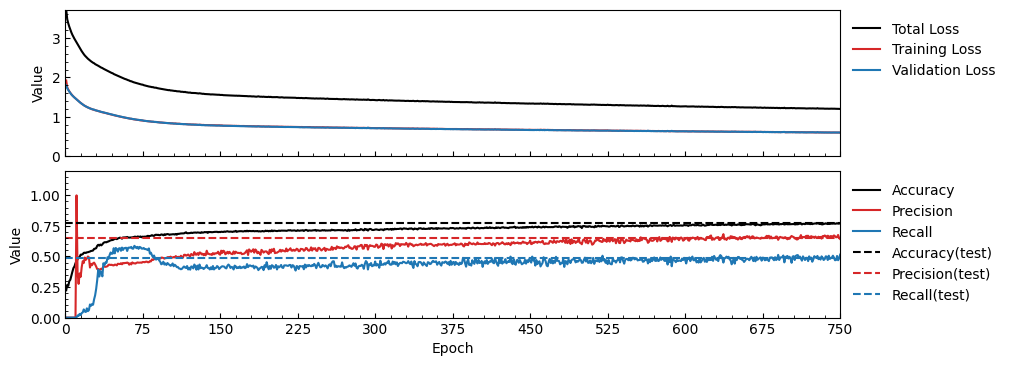 Value
3
2
1
0
Total Loss
Training Loss
Validation Loss
Value
1.00
0.75
0.50
0.25
0.00
0 75 150 225 300 375 450 525 600 675 750
Epoch
Accuracy
Precision
Recall
Accuracy(test)
Precision(test)
Recall(test)